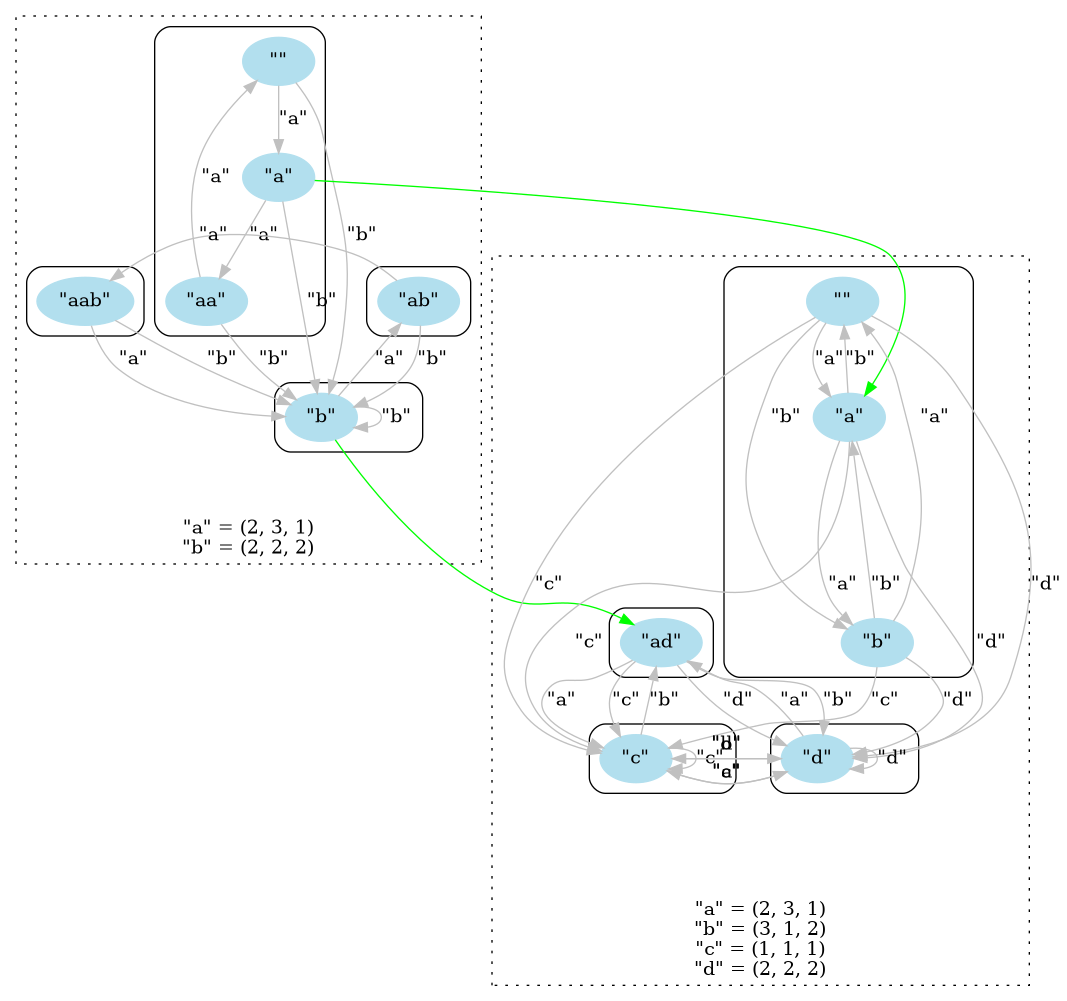 ""
"a"
"a"
"a"
"a"
"a"
"b"
"aab"
"aa"
"b"
"ab"
"a"
"b"
"b"
"a"
"b"
"b"
"b"
"a" = (2, 3, 1)
"b" = (2, 2, 2)
""
"a"
"b"
"b"
"a"
"a"
"c"
"a"
"b"
"d"
"c"
"ad"
"b"
"d"
"a"
"c"
"b"
"d"
"a"
"b"
"c"
"d"
"c"
"c"
"d"
"d"
"a" = (2, 3, 1)
"b" = (3, 1, 2)
"c" = (1, 1, 1)
"d" = (2, 2, 2)